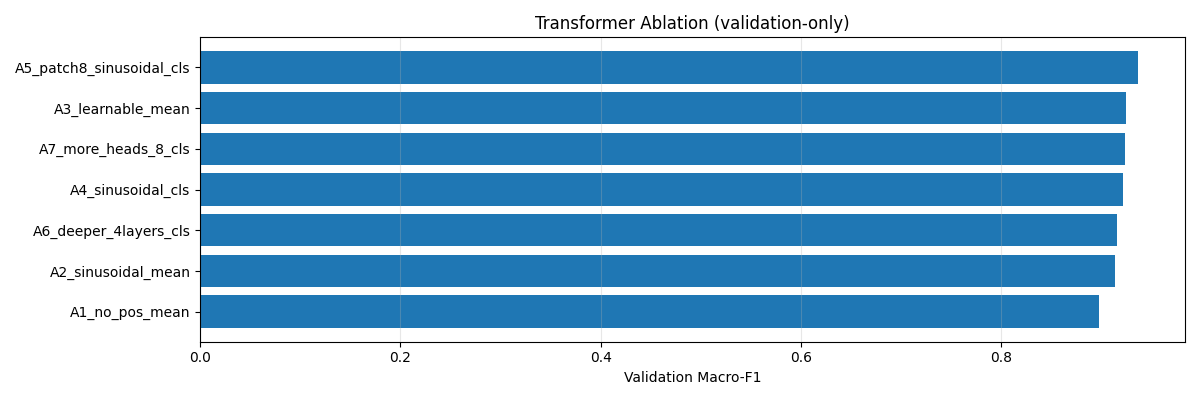 Transformer Ablation (validation-only)
A5_patch8_sinusoidal_cls
A3_learnable_mean
A7_more_heads_8_cls
A4_sinusoidal_cls
A6_deeper_4layers_cls
A2_sinusoidal_mean
A1_no_pos_mean
0.0 0.2 0.4 0.6 0.8
Validation Macro-F1